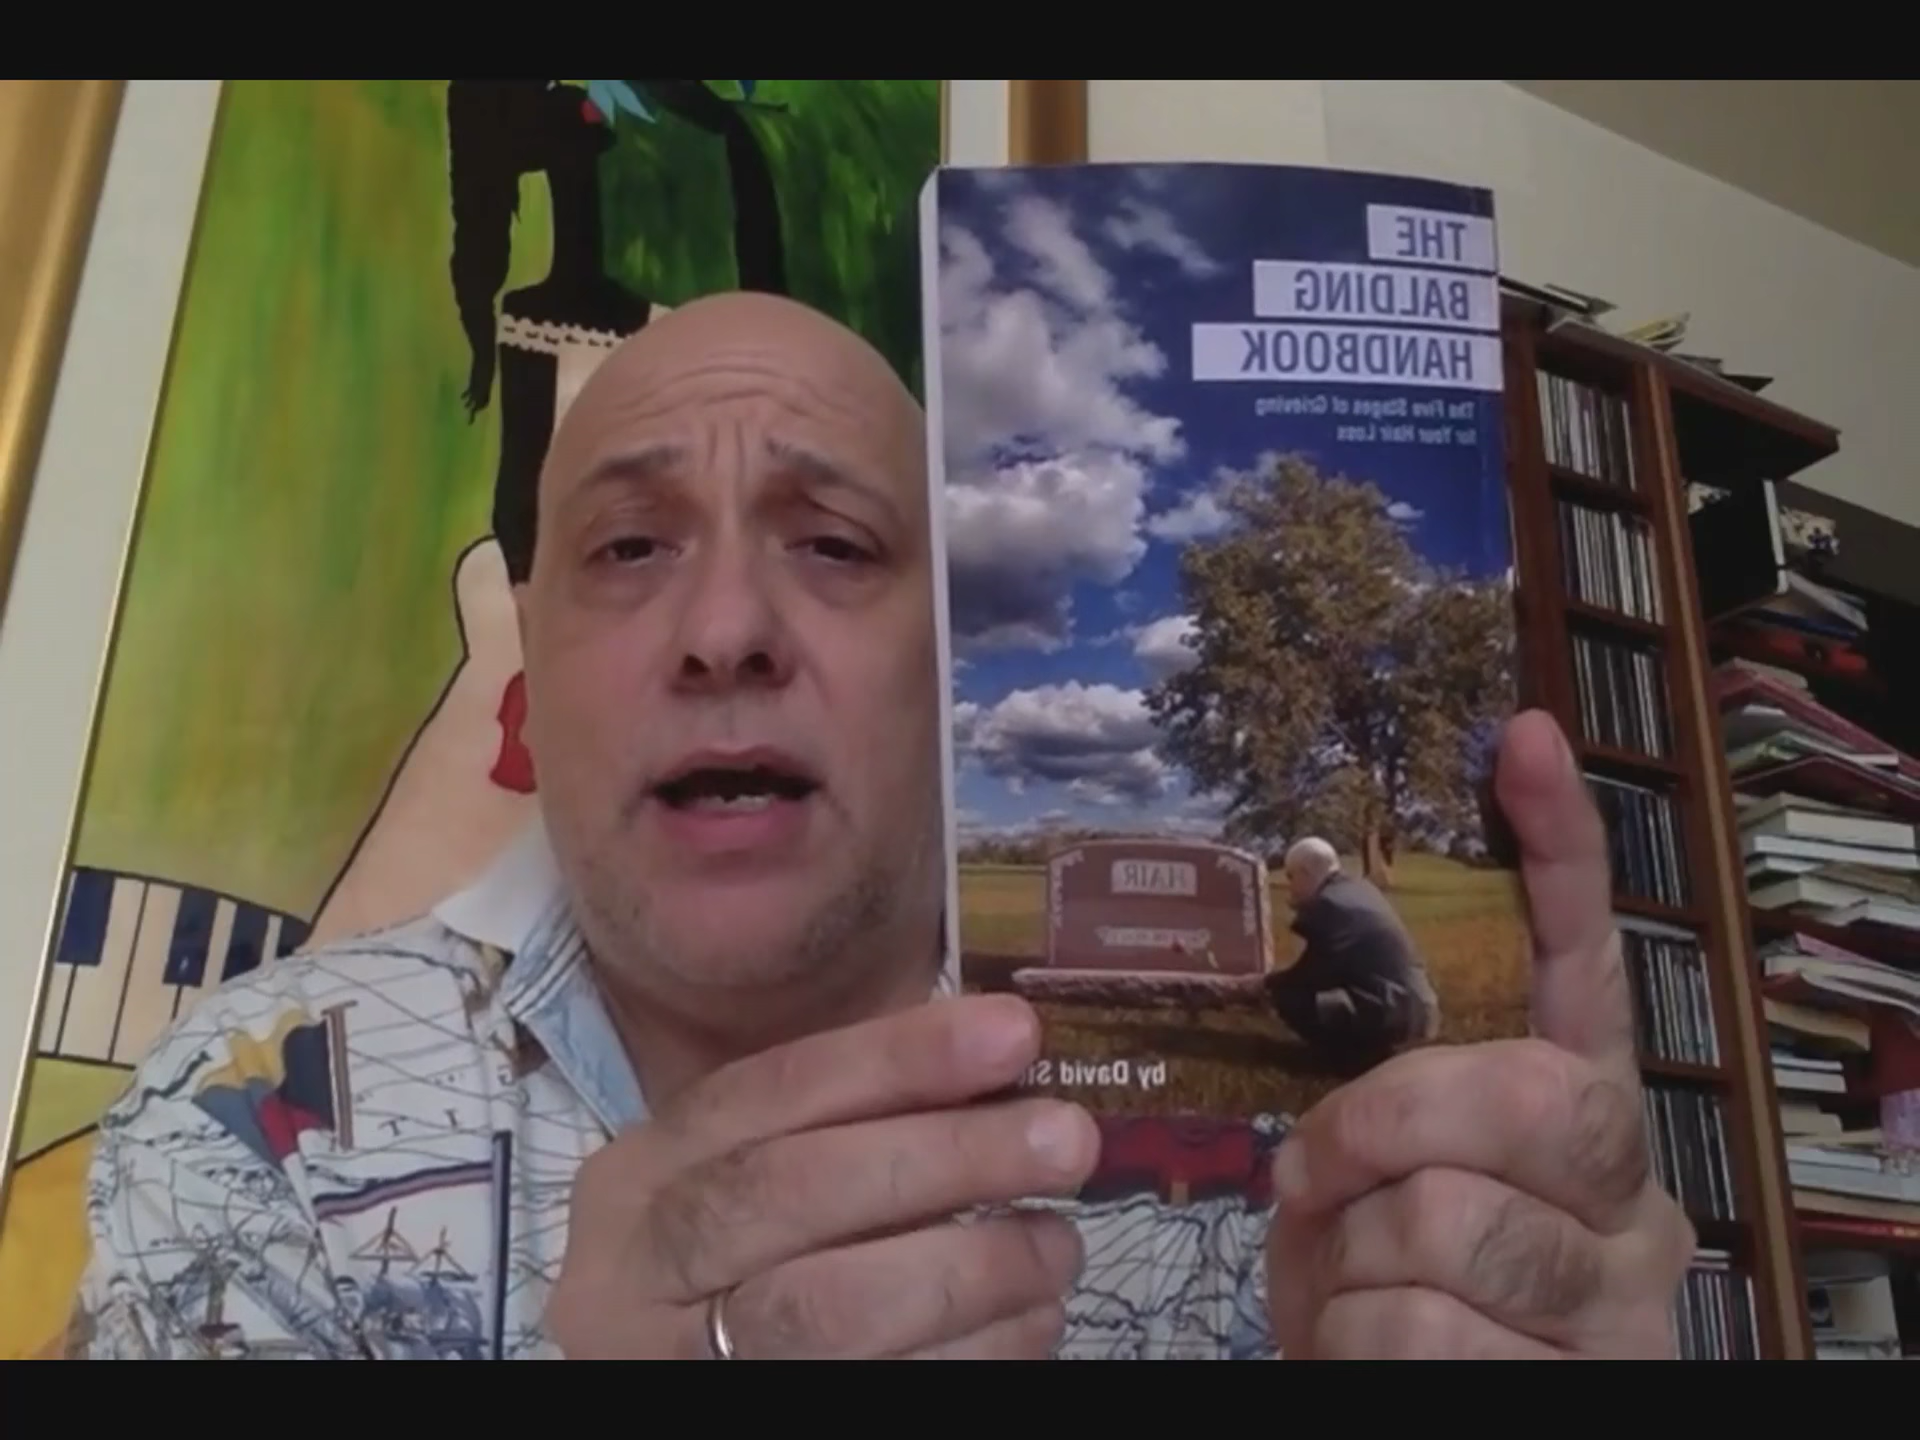 THE
BALDING
HANDBOOK
The Five Stages of Grieving
for Your Hair Loss
HAIR
by David